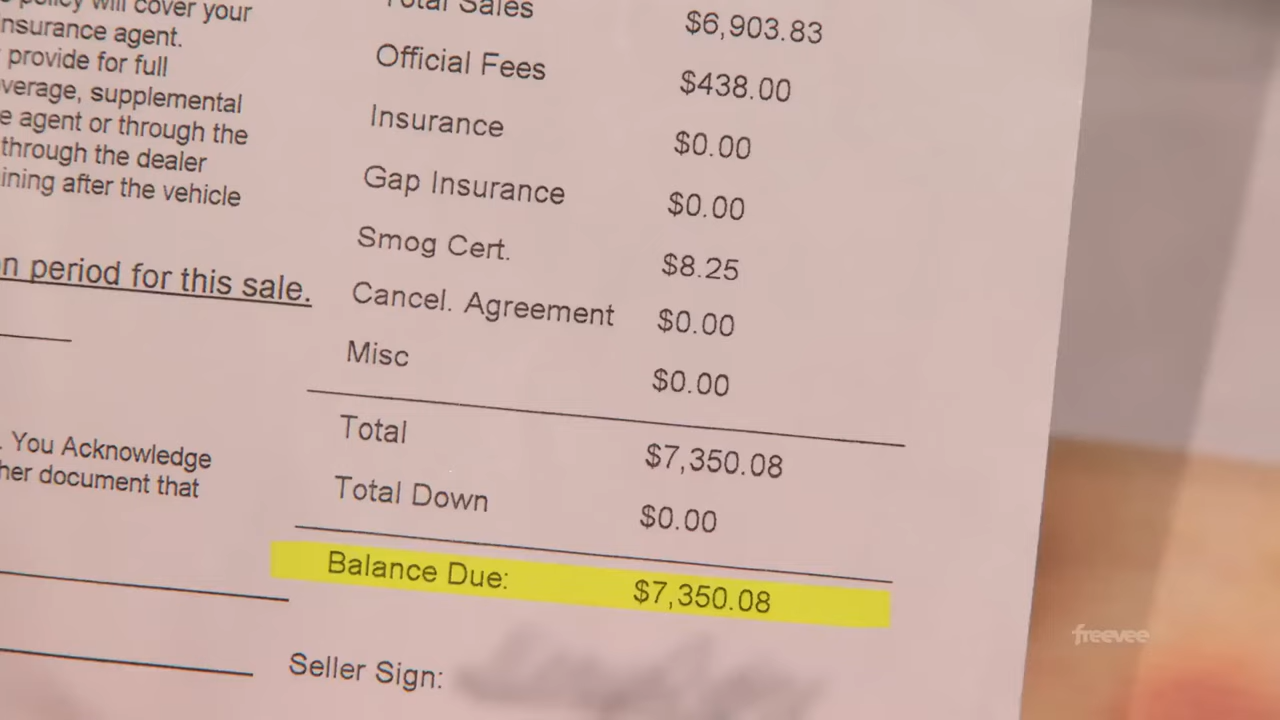 policy will cover your
nsurance agent.
provide for full
verage, supplemental
e agent or through the
through the dealer
ining after the vehicle
n period for this sale.
. You Acknowledge
her document that
Total Sales $6,903.83
Official Fees $438.00
Insurance $0.00
Gap Insurance $0.00
Smog Cert. $8.25
Cancel. Agreement $0.00
Misc $0.00
Total $7,350.08
Total Down $0.00
Balance Due: $7,350.08
Seller Sign:
freevee